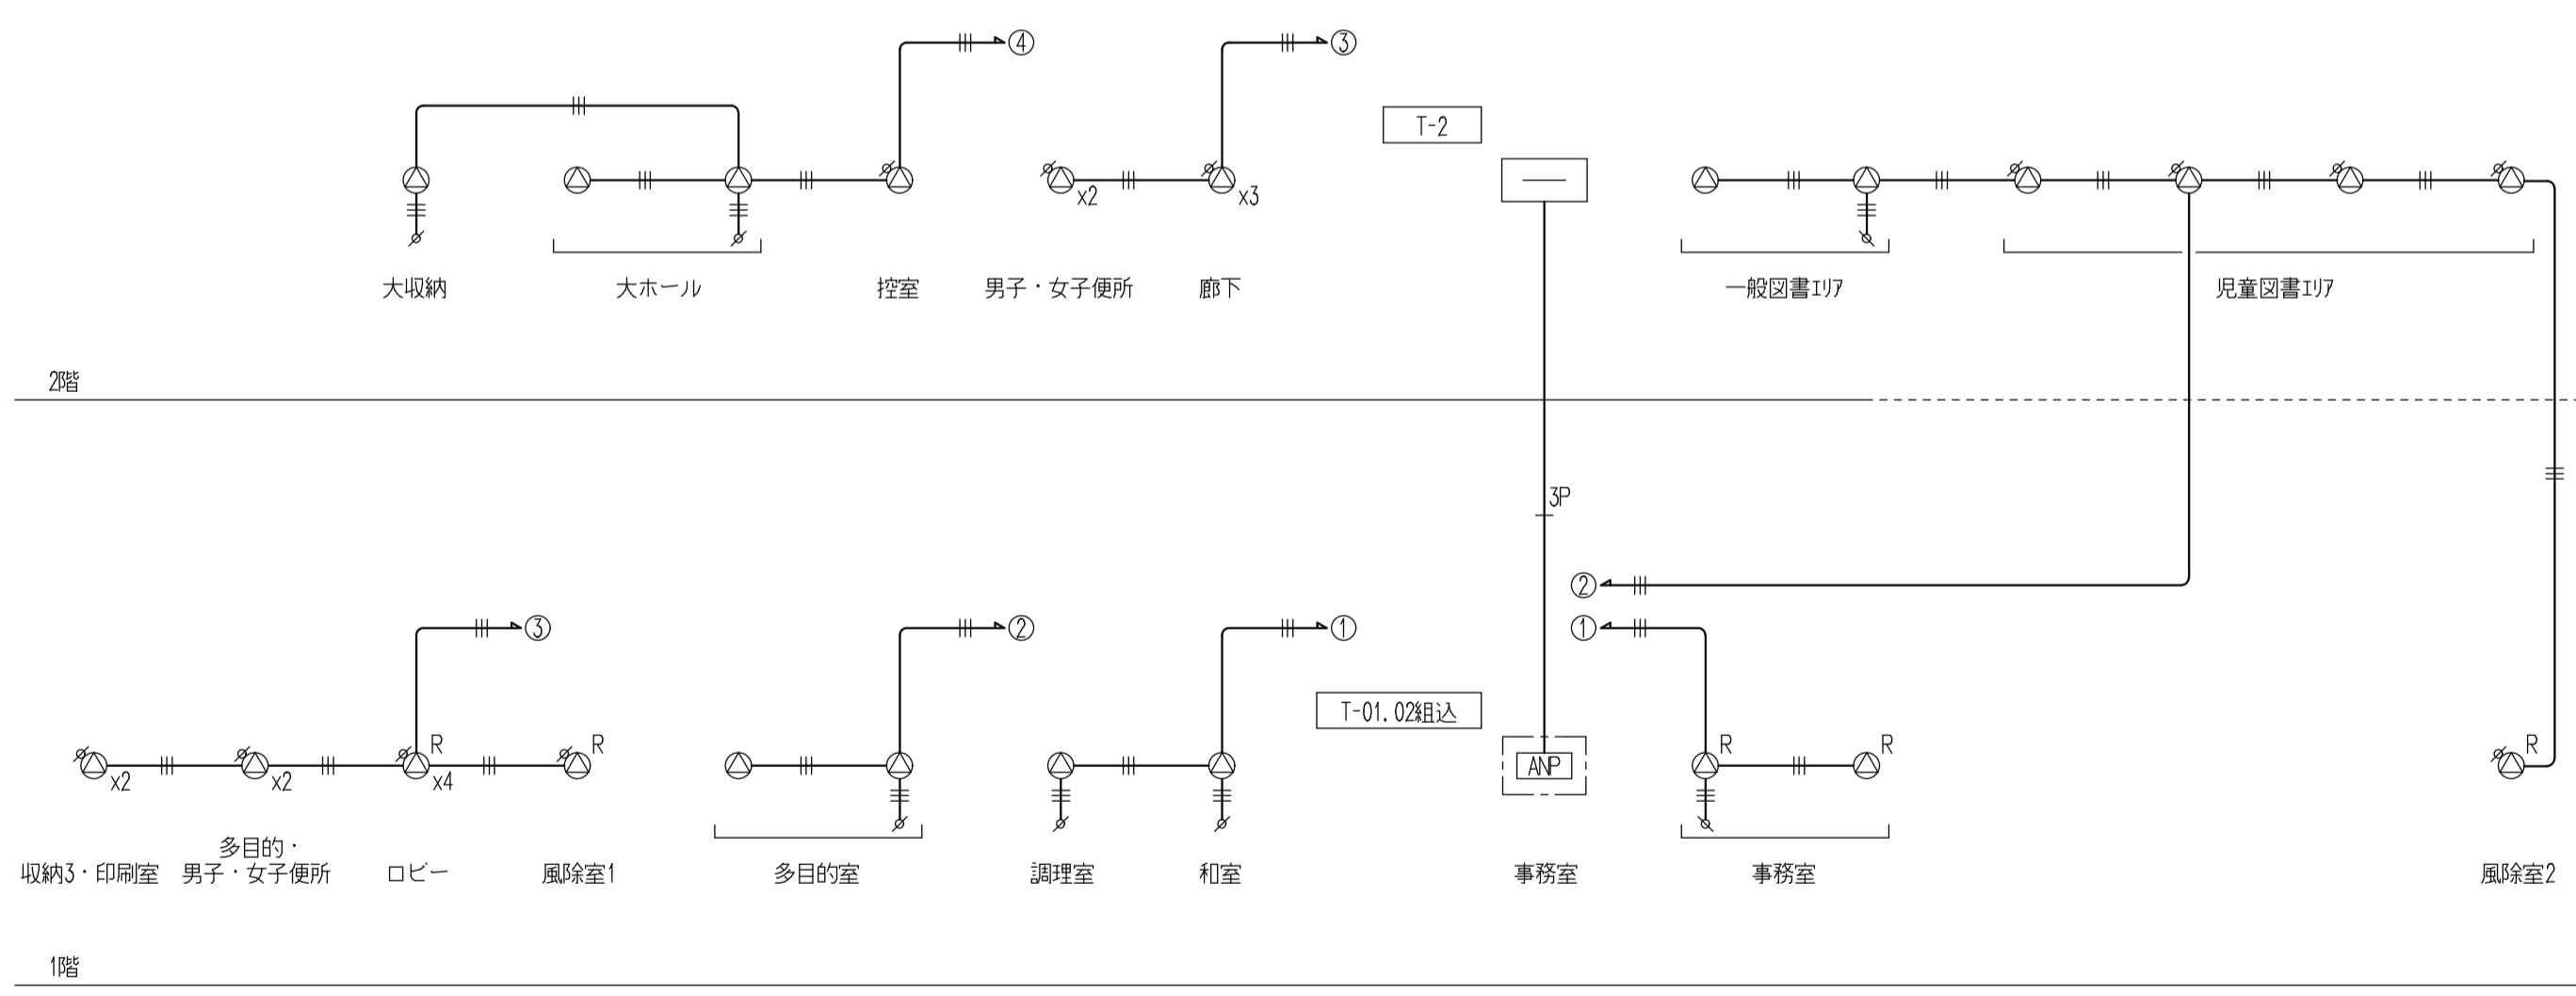 ④
③
T-2
x2
x3
大収納
大ホール
控室
男子・女子便所
廊下
一般図書エリア
児童図書エリア
2階
3P
②
①
③
②
①
T-01.02組込
R
R
ANP
R
R
R
x2
x2
x4
多目的・
収納3・印刷室
男子・女子便所
ロビー
風除室1
多目的室
調理室
和室
事務室
事務室
風除室2
1階